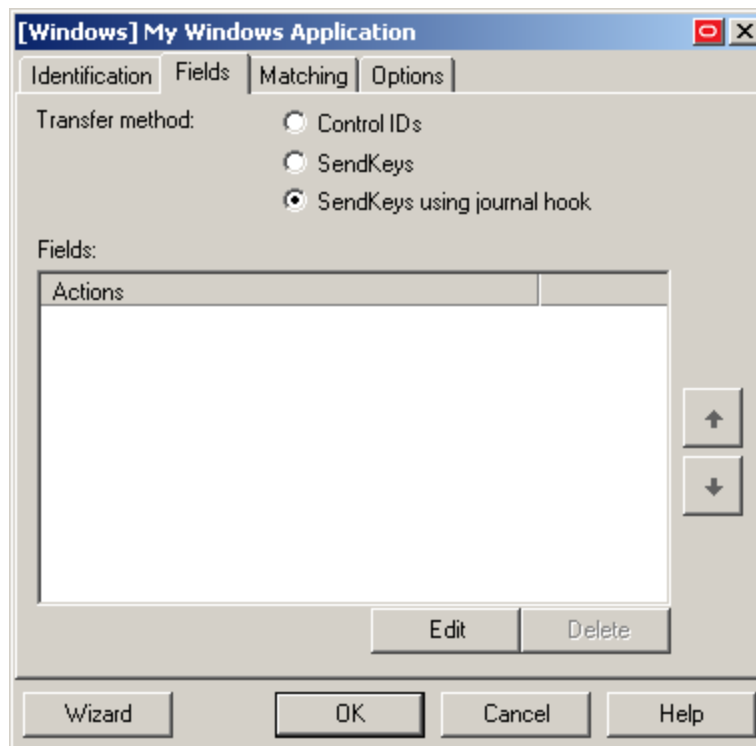 [Windows] My Windows Application
Identification Fields Matching Options
Transfer method: Control IDs
SendKeys
SendKeys using journal hook
Fields:
Actions
Edit Delete
Wizard OK Cancel Help